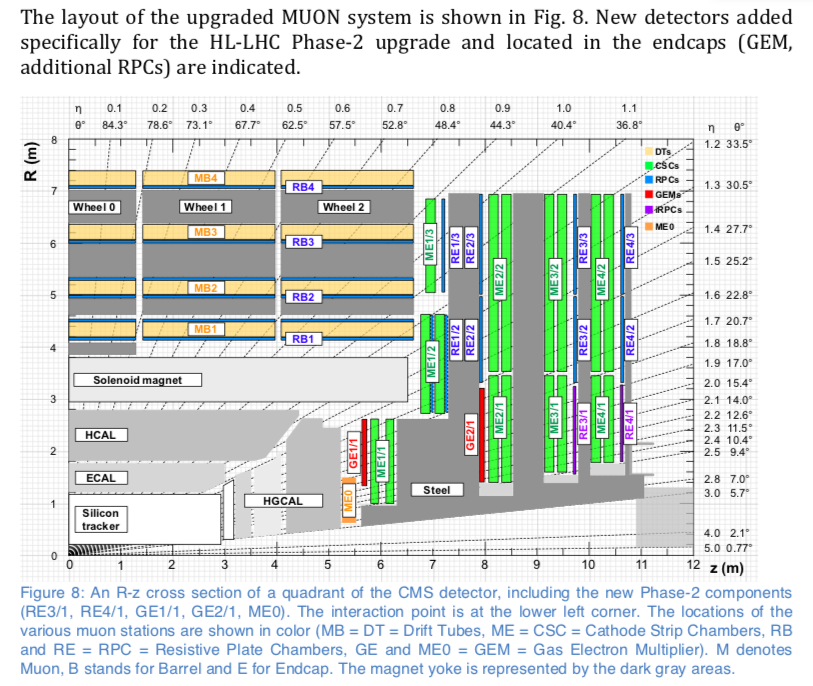 The layout of the upgraded MUON system is shown in Fig. 8. New detectors added
specifically for the HL-LHC Phase-2 upgrade and located in the endcaps (GEM,
additional RPCs) are indicated.
η 0.1 0.2 0.3 0.4 0.5 0.6 0.7 0.8 0.9 1.0 1.1
θ° 84.3° 78.6° 73.1° 67.7° 62.5° 57.5° 52.8° 48.4° 44.3° 40.4° 36.8°
η θ°
R (m)
8
7
6
5
4
3
2
1
0
1.2 33.5°
1.3 30.5°
1.4 27.7°
1.5 25.2°
1.6 22.8°
1.7 20.7°
1.8 18.8°
1.9 17.0°
2.0 15.4°
2.1 14.0°
2.2 12.6°
2.3 11.5°
2.4 10.4°
2.5 9.4°
2.8 7.0°
3.0 5.7°
4.0 2.1°
5.0 0.77°
DTs
CSCs
RPCs
GEMs
iRPCs
ME0
MB4
RB4
Wheel 0 Wheel 1 Wheel 2
MB3
RB3
MB2
RB2
MB1
RB1
Solenoid magnet
HCAL
ECAL
Silicon
tracker
HGCAL
Steel
ME1/3
RE1/3
RE2/3
ME2/2
ME3/2
RE3/3
ME4/2
RE4/3
ME1/2
RE1/2
RE2/2
RE3/2
RE4/2
GE1/1
ME1/1
ME0
GE2/1
ME2/1
ME3/1
RE3/1
ME4/1
RE4/1
0 1 2 3 4 5 6 7 8 9 10 11 12 z (m)
Figure 8: An R-z cross section of a quadrant of the CMS detector, including the new Phase-2 components
(RE3/1, RE4/1, GE1/1, GE2/1, ME0). The interaction point is at the lower left corner. The locations of the
various muon stations are shown in color (MB = DT = Drift Tubes, ME = CSC = Cathode Strip Chambers, RB
and RE = RPC = Resistive Plate Chambers, GE and ME0 = GEM = Gas Electron Multiplier). M denotes
Muon, B stands for Barrel and E for Endcap. The magnet yoke is represented by the dark gray areas.